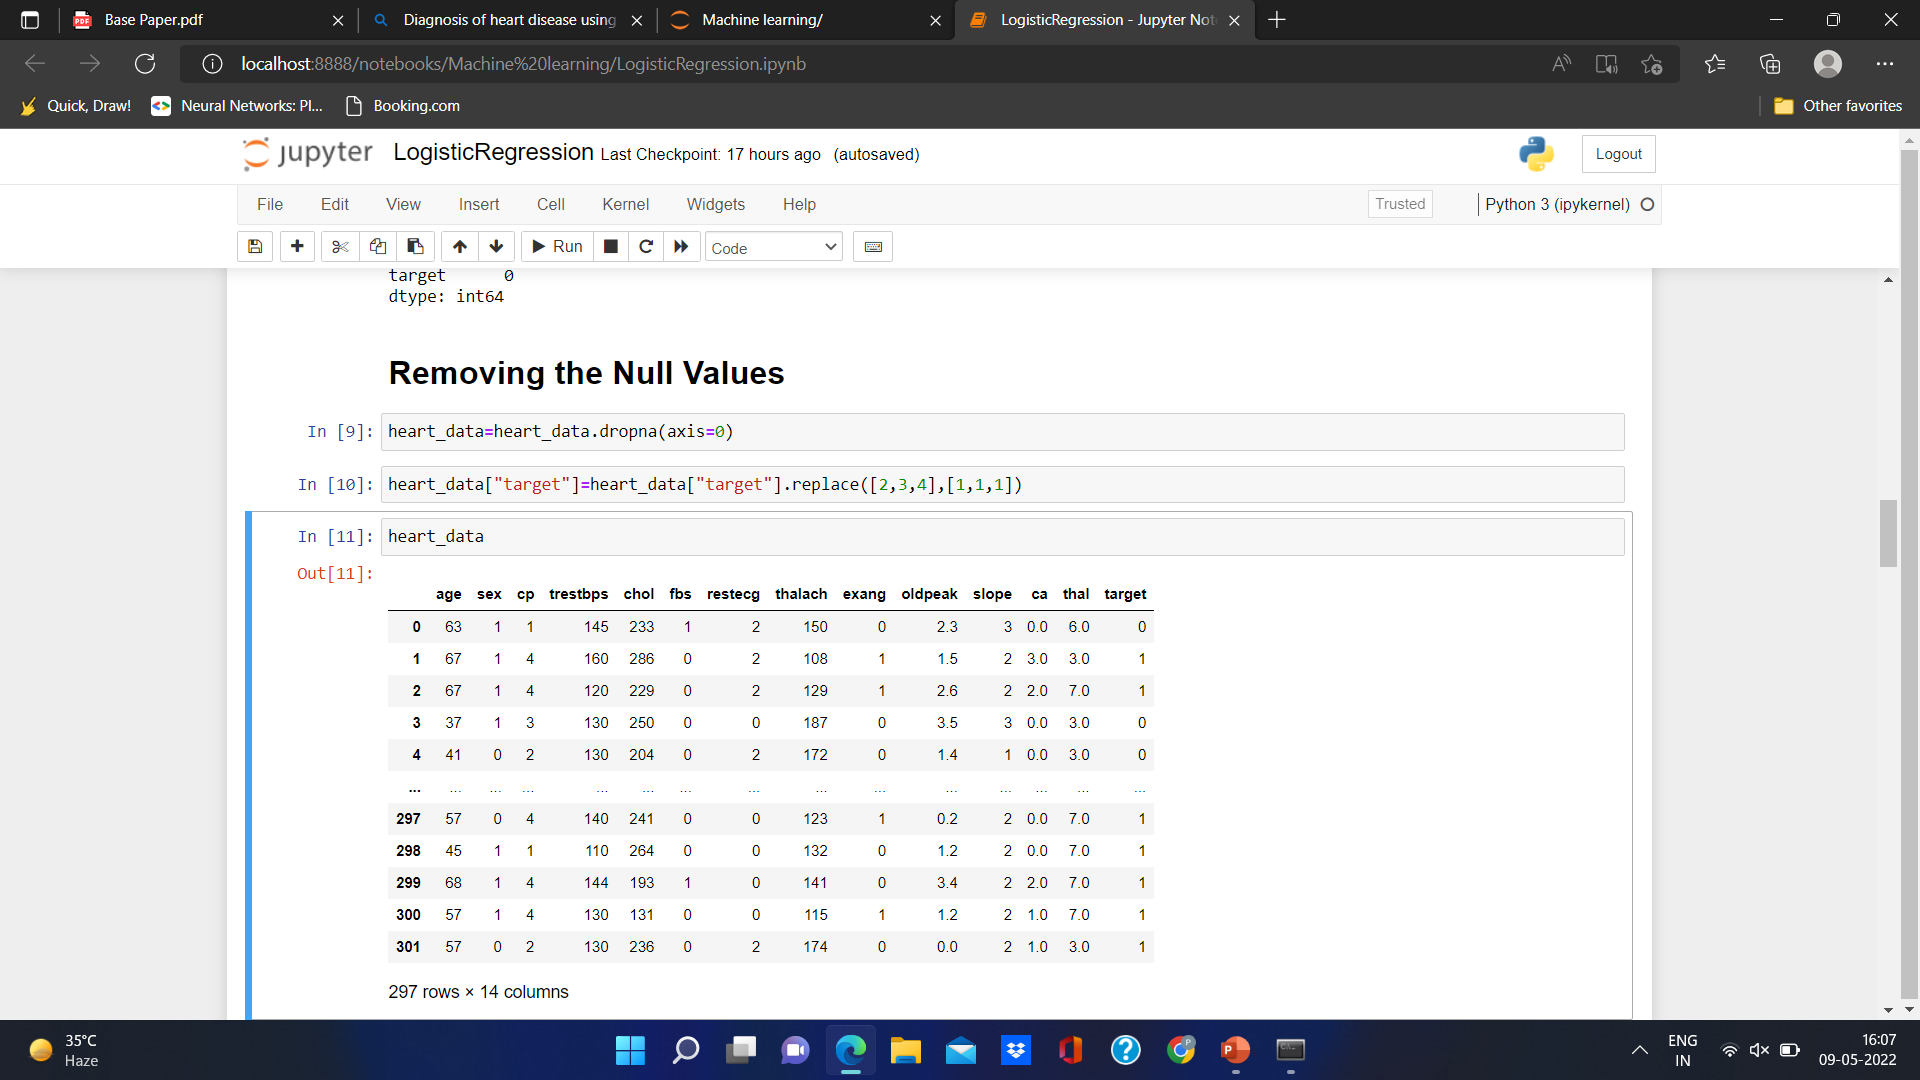 Base Paper.pdf
Diagnosis of heart disease using
Machine learning/
LogisticRegression - Jupyter Not
localhost:8888/notebooks/Machine%20learning/LogisticRegression.ipynb
Quick, Draw!
Neural Networks: Pl...
Booking.com
Other favorites
jupyter LogisticRegression Last Checkpoint: 17 hours ago (autosaved)
Logout
File Edit View Insert Cell Kernel Widgets Help
Trusted
Python 3 (ipykernel)
Run
Code
target 0
dtype: int64
Removing the Null Values
In [9]: heart_data=heart_data.dropna(axis=0)
In [10]: heart_data["target"]=heart_data["target"].replace([2,3,4],[1,1,1])
In [11]: heart_data
Out[11]:
age sex cp trestbps chol fbs restecg thalach exang oldpeak slope ca thal target
0 63 1 1 145 233 1 2 150 0 2.3 3 0.0 6.0 0
1 67 1 4 160 286 0 2 108 1 1.5 2 3.0 3.0 1
2 67 1 4 120 229 0 2 129 1 2.6 2 2.0 7.0 1
3 37 1 3 130 250 0 0 187 0 3.5 3 0.0 3.0 0
4 41 0 2 130 204 0 2 172 0 1.4 1 0.0 3.0 0
... ... ... ... ... ... ... ... ... ... ... ... ... ... ...
297 57 0 4 140 241 0 0 123 1 0.2 2 0.0 7.0 1
298 45 1 1 110 264 0 0 132 0 1.2 2 0.0 7.0 1
299 68 1 4 144 193 1 0 141 0 3.4 2 2.0 7.0 1
300 57 1 4 130 131 0 0 115 1 1.2 2 1.0 7.0 1
301 57 0 2 130 236 0 2 174 0 0.0 2 1.0 3.0 1
297 rows × 14 columns
35°C
Haze
ENG
IN
16:07
09-05-2022